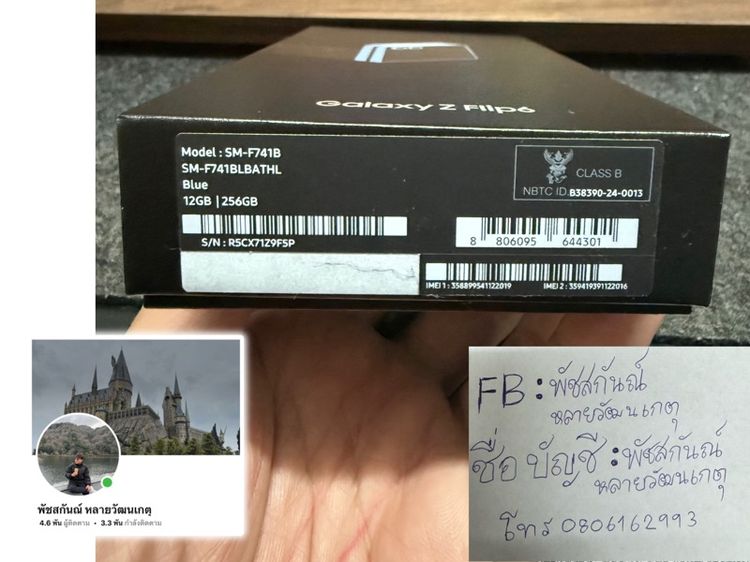 Galaxy Z Flip6
Model : SM-F741B
SM-F741BLBATHL
Blue
12GB | 256GB
S/N : R5CX71Z9F5P
CLASS B
NBTC ID.B38390-24-0013
8 806095 644301
IMEI 1 : 358899541122019 IMEI 2 : 359419391122016
พัชสกันณ์ หลายวัฒนเกตุ
4.6 พัน ผู้ติดตาม • 3.3 พัน กำลังติดตาม
FB : พัชสกันณ์
หลายวัฒนเกตุ
ชื่อ บัญชี : พัชสกันณ์
หลายวัฒนเกตุ
โทร 0806162993